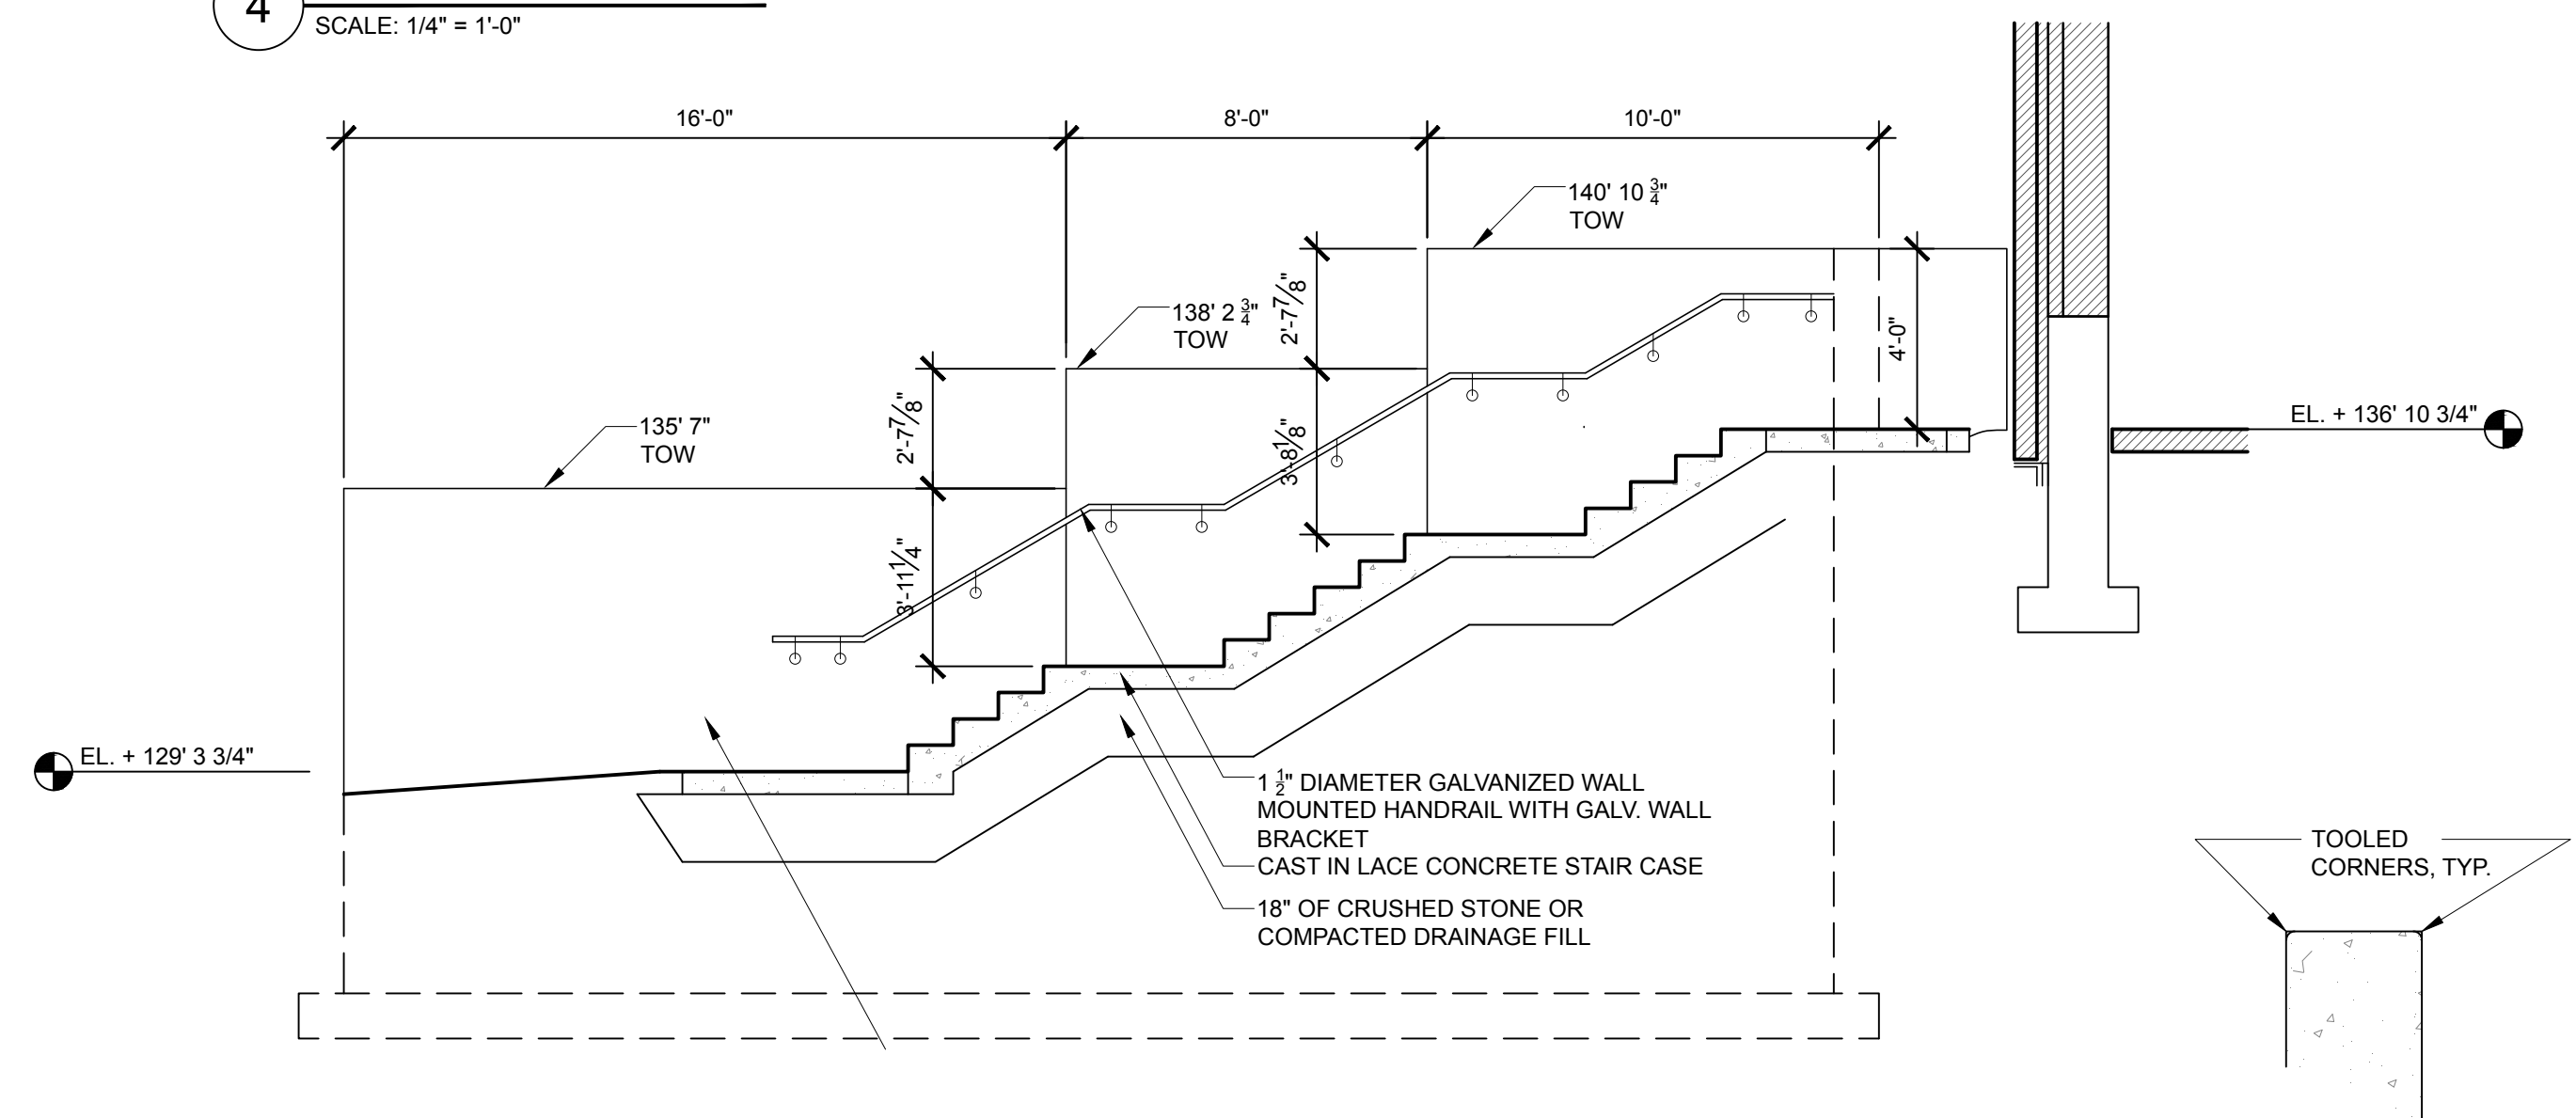 4
SCALE: 1/4" = 1'-0"
16'-0"
8'-0"
10'-0"
140' 10 3/4"
TOW
138' 2 3/4"
TOW
2'-7 7/8"
4'-0"
135' 7"
TOW
2'-7 7/8"
3'-8 1/8"
EL. + 136' 10 3/4"
3'-11 1/4"
EL. + 129' 3 3/4"
1 1/2" DIAMETER GALVANIZED WALL
MOUNTED HANDRAIL WITH GALV. WALL
BRACKET
CAST IN LACE CONCRETE STAIR CASE
18" OF CRUSHED STONE OR
COMPACTED DRAINAGE FILL
TOOLED
CORNERS, TYP.